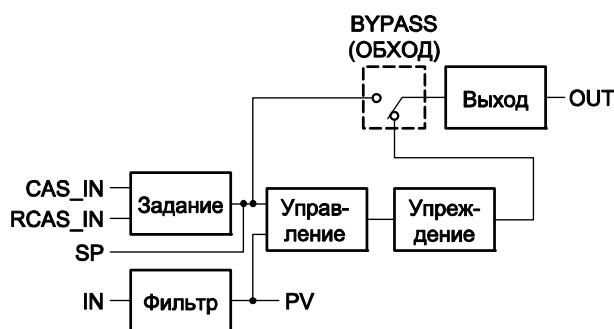 BYPASS
(ОБХОД)
Выход
OUT
CAS_IN
RCAS_IN
Задание
SP
Управ-
ление
Упреж-
дение
IN
Фильтр
PV